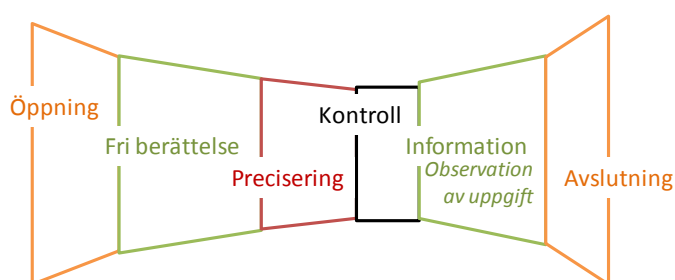 Öppning
Fri berättelse
Precisering
Kontroll
Information
Observation
av uppgift
Avslutning